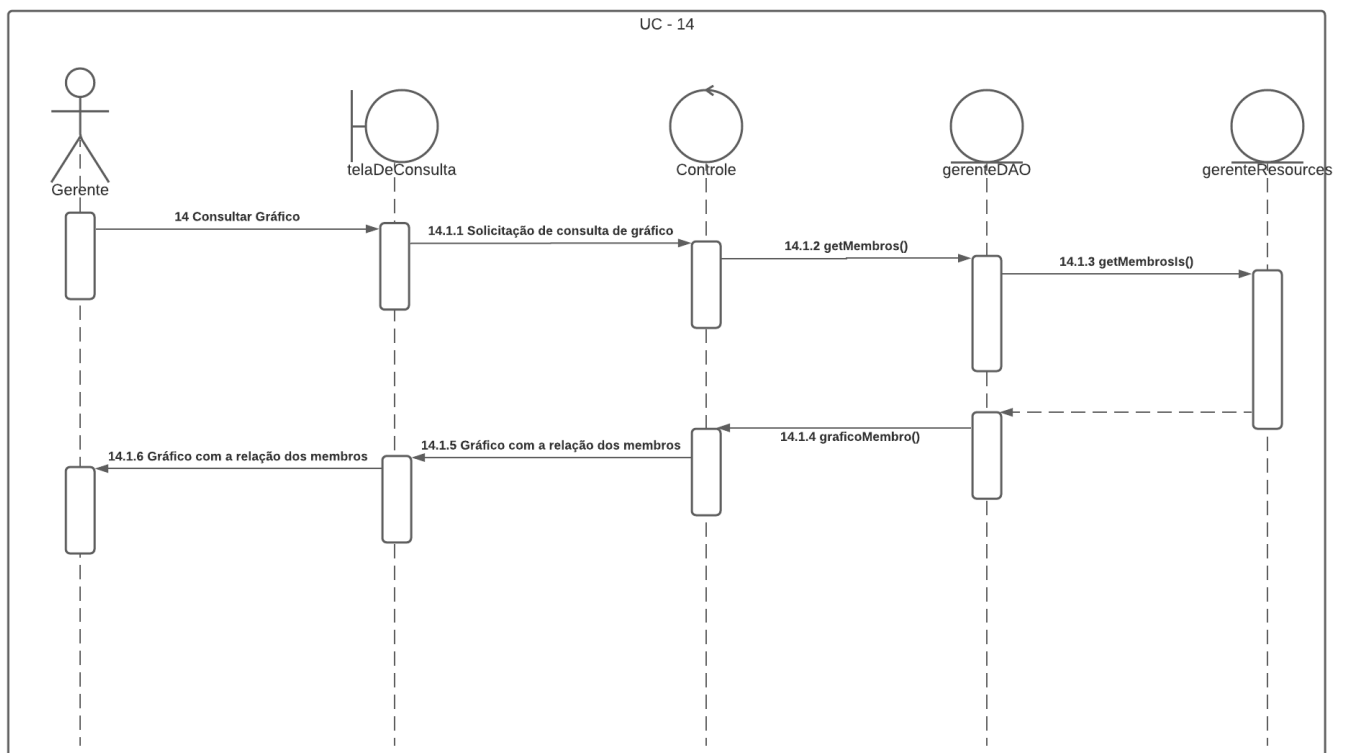 UC - 14
Gerente
telaDeConsulta
Controle
gerenteDAO
gerenteResources
14 Consultar Gráfico
14.1.1 Solicitação de consulta de gráfico
14.1.2 getMembros()
14.1.3 getMembrosIs()
14.1.4 graficoMembro()
14.1.5 Gráfico com a relação dos membros
14.1.6 Gráfico com a relação dos membros